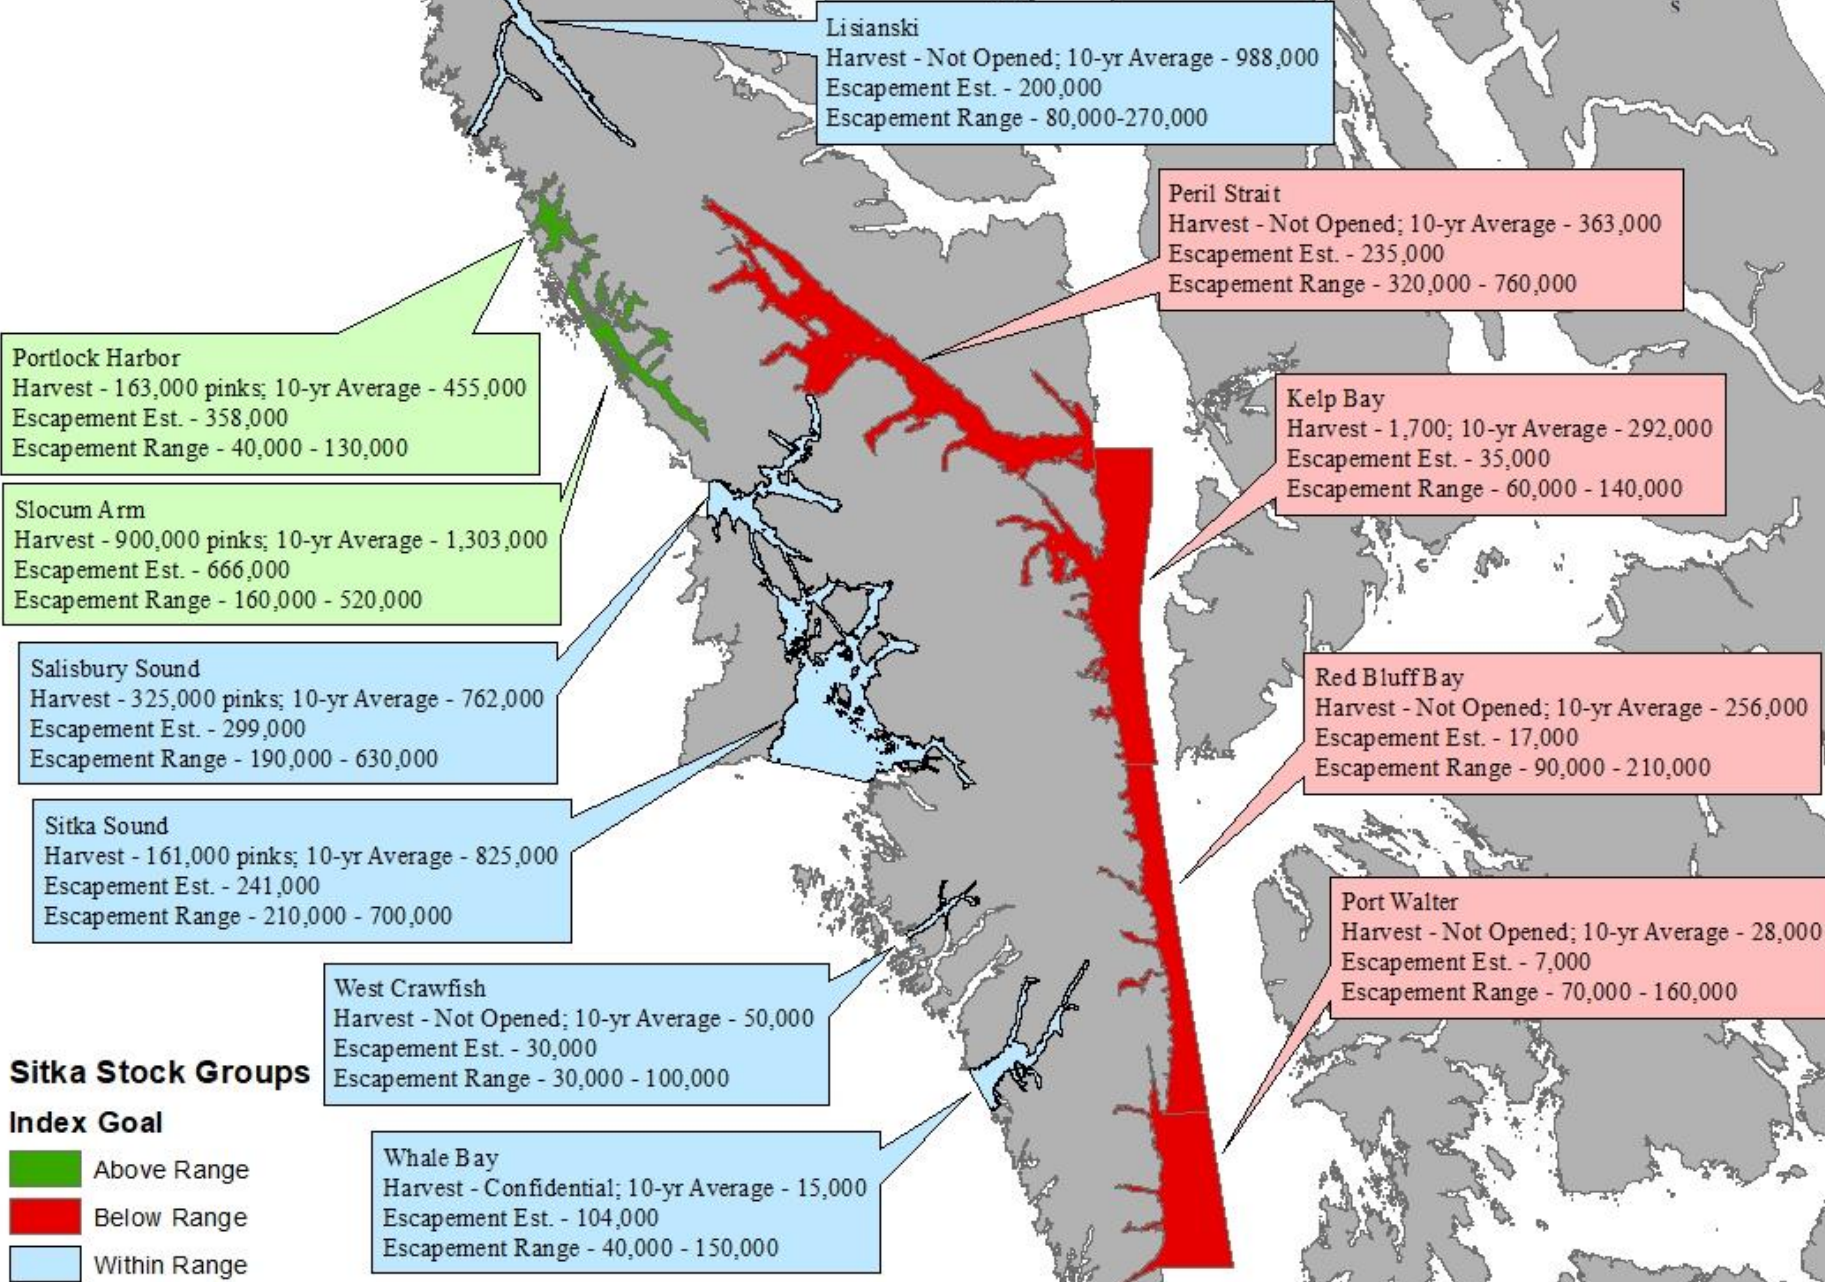 S
Lisianski
Harvest - Not Opened; 10-yr Average - 988,000
Escapement Est. - 200,000
Escapement Range - 80,000-270,000
Peril Strait
Harvest - Not Opened; 10-yr Average - 363,000
Escapement Est. - 235,000
Escapement Range - 320,000 - 760,000
Portlock Harbor
Harvest - 163,000 pinks; 10-yr Average - 455,000
Escapement Est. - 358,000
Escapement Range - 40,000 - 130,000
Kelp Bay
Harvest - 1,700; 10-yr Average - 292,000
Escapement Est. - 35,000
Escapement Range - 60,000 - 140,000
Slocum Arm
Harvest - 900,000 pinks; 10-yr Average - 1,303,000
Escapement Est. - 666,000
Escapement Range - 160,000 - 520,000
Salisbury Sound
Harvest - 325,000 pinks; 10-yr Average - 762,000
Escapement Est. - 299,000
Escapement Range - 190,000 - 630,000
Red Bluff Bay
Harvest - Not Opened; 10-yr Average - 256,000
Escapement Est. - 17,000
Escapement Range - 90,000 - 210,000
Sitka Sound
Harvest - 161,000 pinks; 10-yr Average - 825,000
Escapement Est. - 241,000
Escapement Range - 210,000 - 700,000
Port Walter
Harvest - Not Opened; 10-yr Average - 28,000
Escapement Est. - 7,000
Escapement Range - 70,000 - 160,000
West Crawfish
Harvest - Not Opened; 10-yr Average - 50,000
Escapement Est. - 30,000
Escapement Range - 30,000 - 100,000
Whale Bay
Harvest - Confidential; 10-yr Average - 15,000
Escapement Est. - 104,000
Escapement Range - 40,000 - 150,000
Sitka Stock Groups
Index Goal
Above Range
Below Range
Within Range